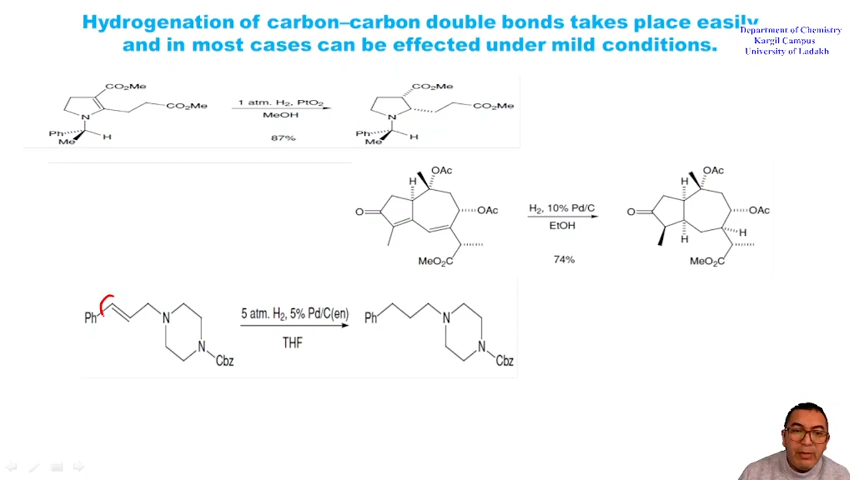 Hydrogenation of carbon–carbon double bonds takes place easily
and in most cases can be effected under mild conditions.
Department of Chemistry
Kargil Campus
University of Ladakh
CO2Me
CO2Me
N
Ph
Me
H
1 atm. H2, PtO2
MeOH
87%
CO2Me
CO2Me
N
Ph
Me
H
OAc
H
O
OAc
MeO2C
H2, 10% Pd/C
EtOH
74%
OAc
H
O
OAc
H
H
MeO2C
Ph
N
N
Cbz
5 atm. H2, 5% Pd/C(en)
THF
Ph
N
N
Cbz